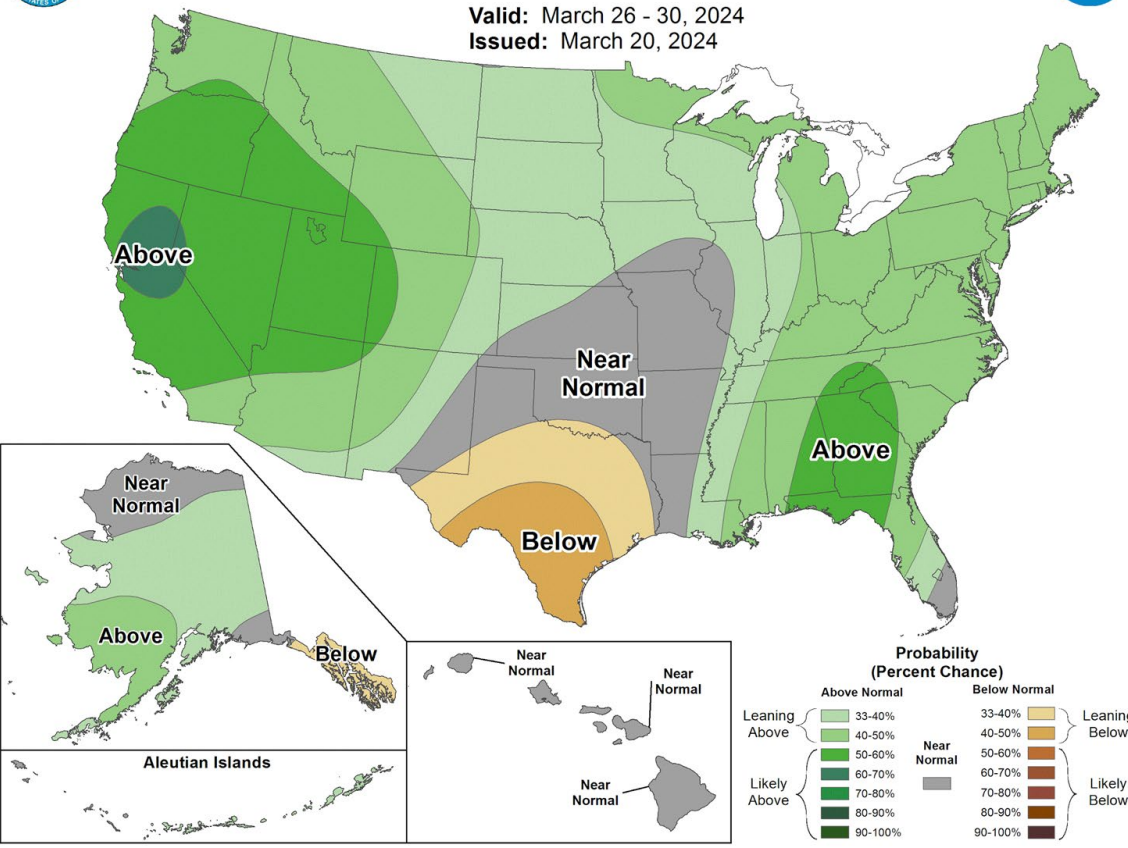 Valid: March 26 - 30, 2024
Issued: March 20, 2024
Above
Near
Normal
Above
Below
Near
Normal
Above
Below
Aleutian Islands
Near
Normal
Near
Normal
Near
Normal
Probability
(Percent Chance)
Above Normal
Below Normal
Leaning
Above
33-40%
40-50%
Likely
Above
50-60%
60-70%
70-80%
80-90%
90-100%
Near
Normal
33-40%
40-50%
Leaning
Below
50-60%
60-70%
70-80%
80-90%
90-100%
Likely
Below